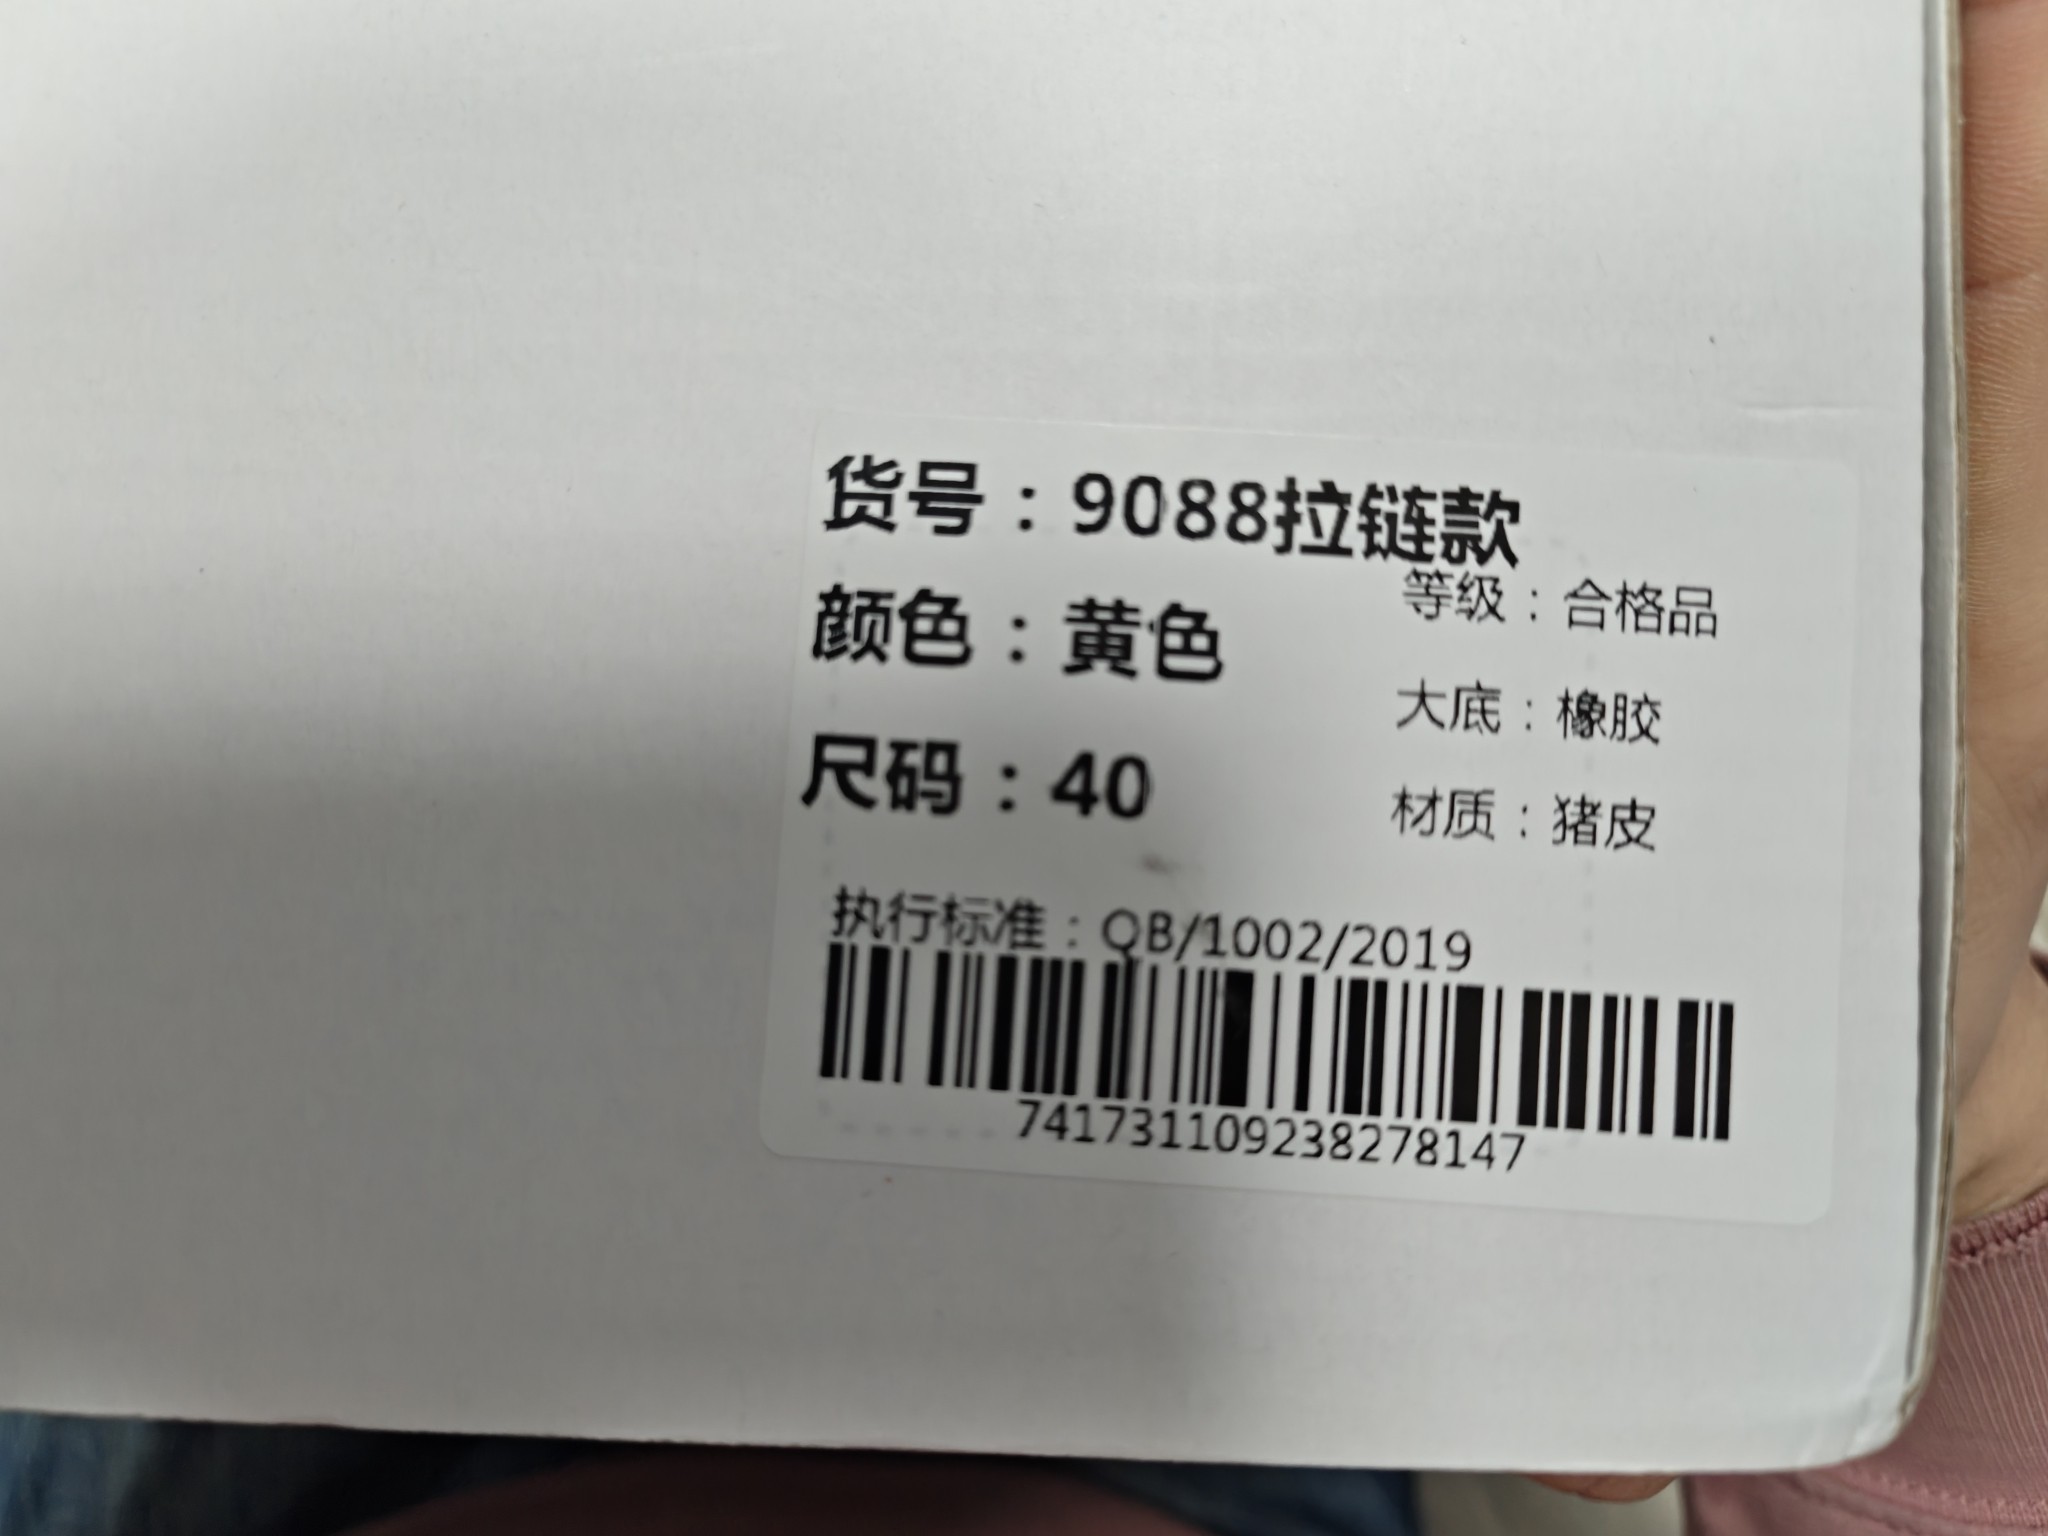 货号：9088拉链款
颜色：黄色
尺码：40
等级：合格品
大底：橡胶
材质：猪皮
执行标准：QB/1002/2019
741731109238278147